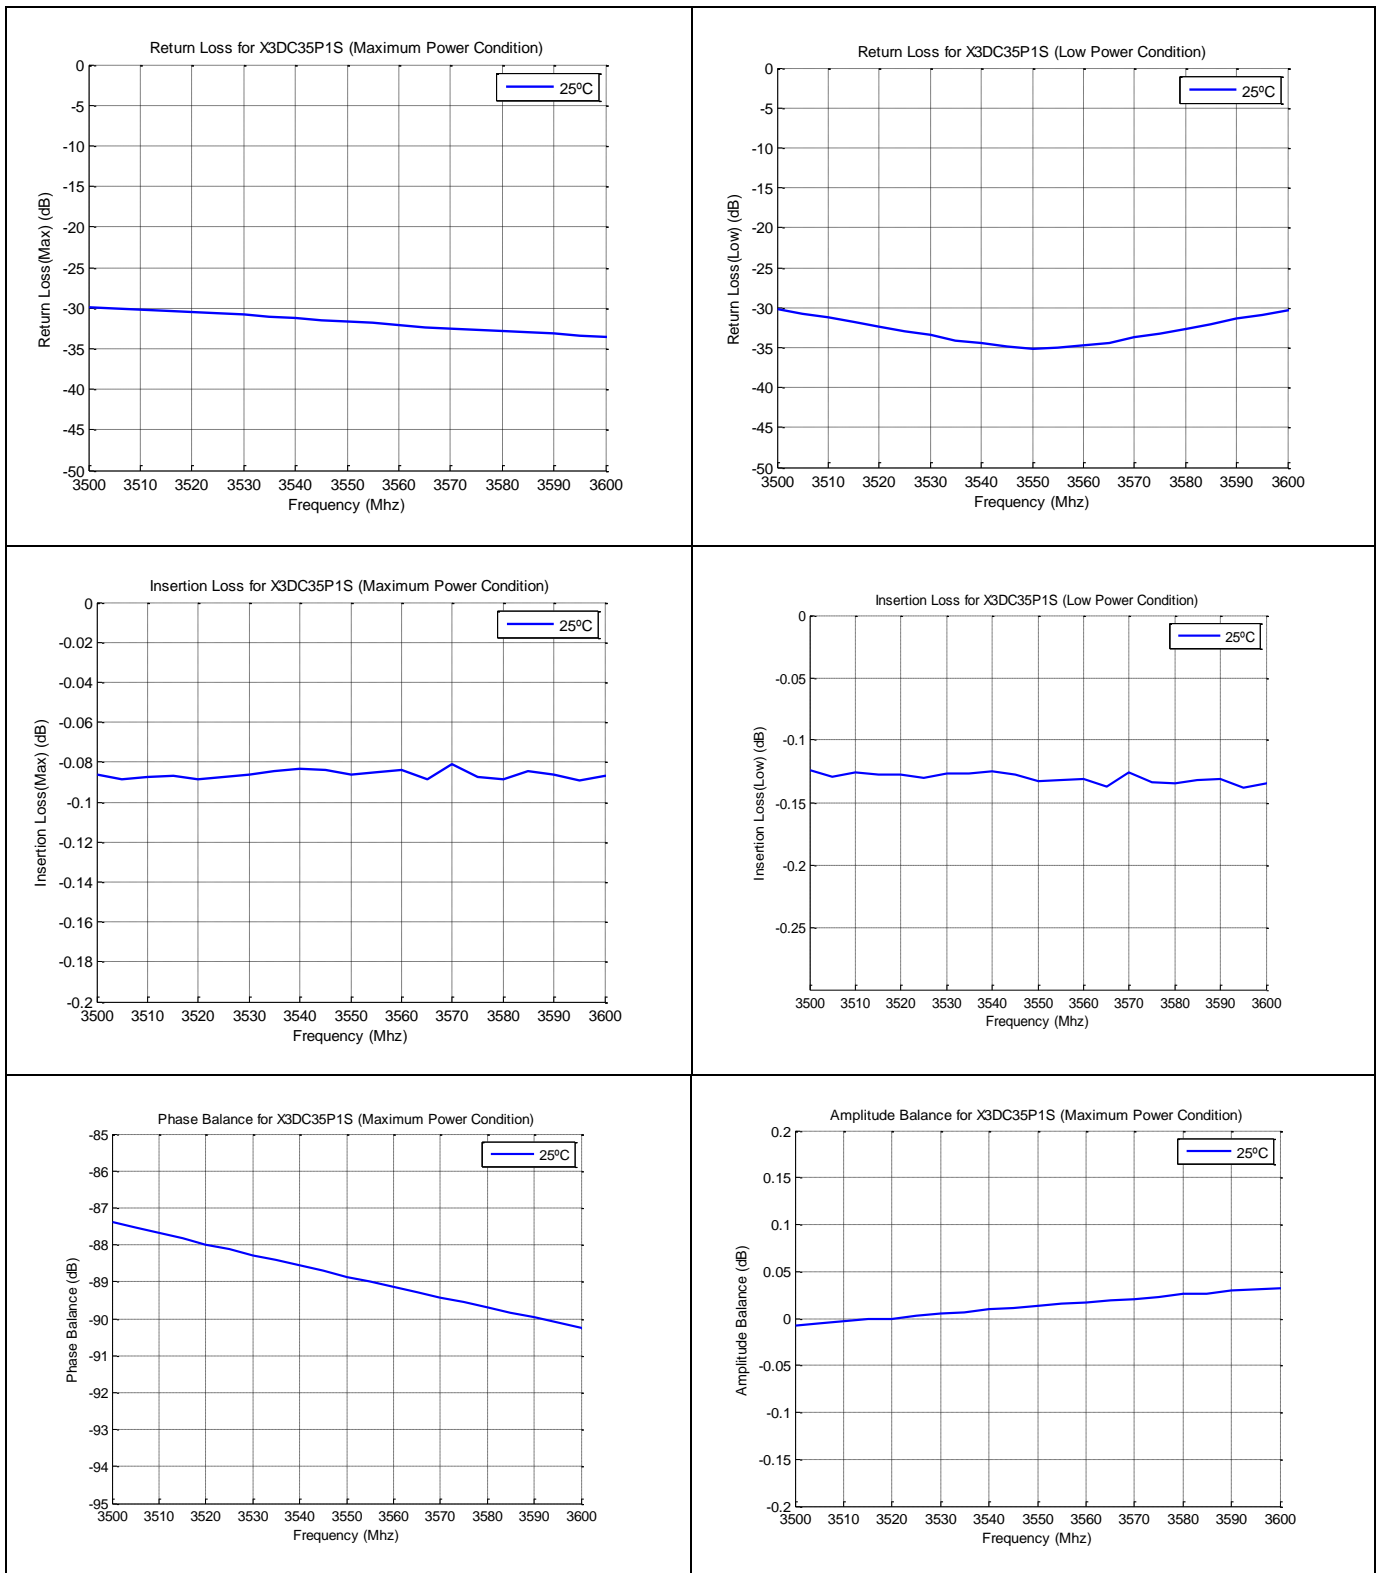 Return Loss for X3DC35P1S (Maximum Power Condition)
25ºC
Return Loss(Max) (dB)
0
-5
-10
-15
-20
-25
-30
-35
-40
-45
-50
3500 3510 3520 3530 3540 3550 3560 3570 3580 3590 3600
Frequency (Mhz)
Return Loss for X3DC35P1S (Low Power Condition)
25ºC
Return Loss(Low) (dB)
0
-5
-10
-15
-20
-25
-30
-35
-40
-45
-50
3500 3510 3520 3530 3540 3550 3560 3570 3580 3590 3600
Frequency (Mhz)
Insertion Loss for X3DC35P1S (Maximum Power Condition)
25ºC
Insertion Loss(Max) (dB)
0
-0.02
-0.04
-0.06
-0.08
-0.1
-0.12
-0.14
-0.16
-0.18
-0.2
3500 3510 3520 3530 3540 3550 3560 3570 3580 3590 3600
Frequency (Mhz)
Insertion Loss for X3DC35P1S (Low Power Condition)
25ºC
Insertion Loss(Low) (dB)
0
-0.05
-0.1
-0.15
-0.2
-0.25
3500 3510 3520 3530 3540 3550 3560 3570 3580 3590 3600
Frequency (Mhz)
Phase Balance for X3DC35P1S (Maximum Power Condition)
25ºC
Phase Balance (dB)
-85
-86
-87
-88
-89
-90
-91
-92
-93
-94
-95
3500 3510 3520 3530 3540 3550 3560 3570 3580 3590 3600
Frequency (Mhz)
Amplitude Balance for X3DC35P1S (Maximum Power Condition)
25ºC
Amplitude Balance (dB)
0.2
0.15
0.1
0.05
0
-0.05
-0.1
-0.15
-0.2
3500 3510 3520 3530 3540 3550 3560 3570 3580 3590 3600
Frequency (Mhz)